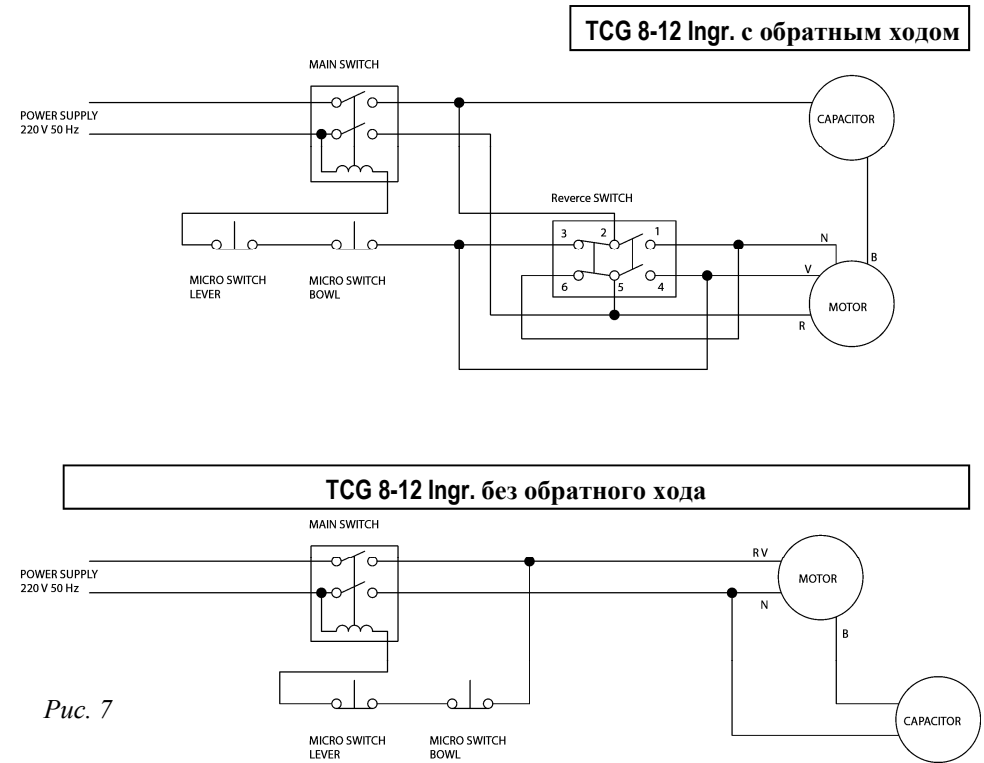 TCG 8-12 Ingr. с обратным ходом
MAIN SWITCH
POWER SUPPLY
220 V 50 Hz
CAPACITOR
Reverce SWITCH
3 2 1
6 5 4
N
B
V
R
MOTOR
MICRO SWITCH
LEVER
MICRO SWITCH
BOWL
TCG 8-12 Ingr. без обратного хода
MAIN SWITCH
POWER SUPPLY
220 V 50 Hz
R V
N
MOTOR
B
CAPACITOR
Рис. 7
MICRO SWITCH
LEVER
MICRO SWITCH
BOWL